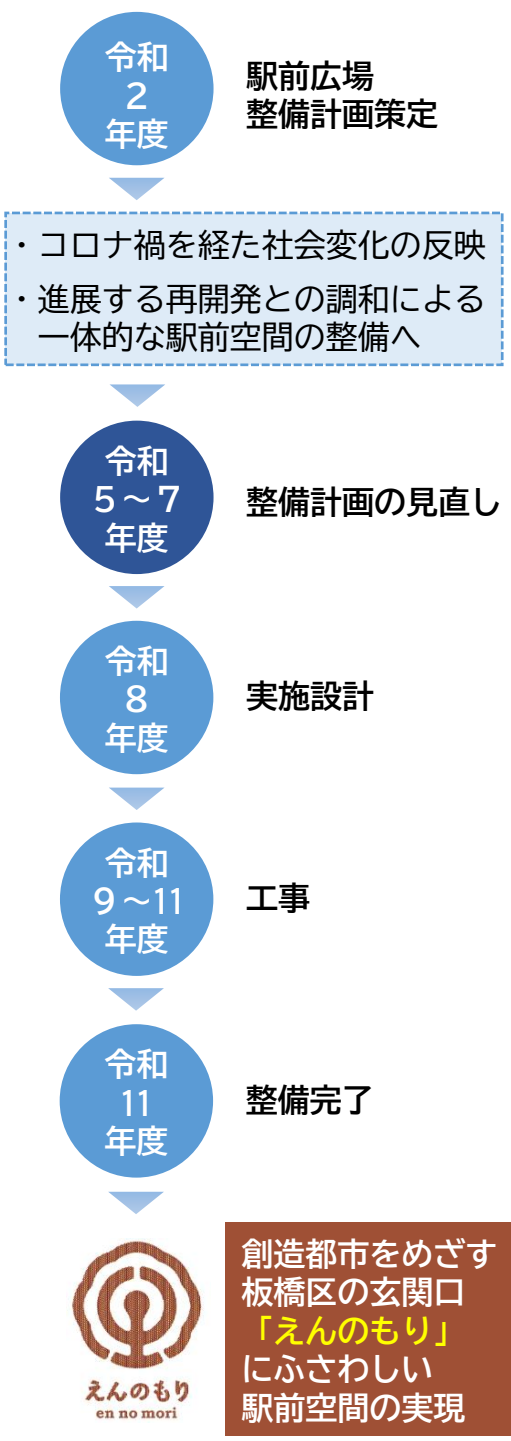 令和
2
年度
駅前広場
整備計画策定
・コロナ禍を経た社会変化の反映
・進展する再開発との調和による
一体的な駅前空間の整備へ
令和
5～7
年度
整備計画の見直し
令和
8
年度
実施設計
令和
9～11
年度
工事
令和
11
年度
整備完了
えんのもり
en no mori
創造都市をめざす
板橋区の玄関口
「えんのもり」
にふさわしい
駅前空間の実現